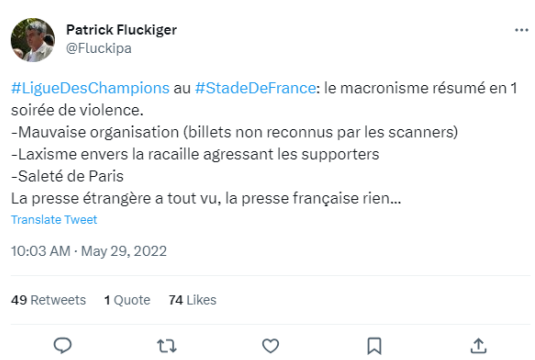 Patrick Fluckiger
@Fluckipa
#LigueDesChampions au #StadeDeFrance: le macronisme résumé en 1
soirée de violence.
-Mauvaise organisation (billets non reconnus par les scanners)
-Laxisme envers la racaille agressant les supporters
-Saleté de Paris
La presse étrangère a tout vu, la presse française rien...
Translate Tweet
10:03 AM · May 29, 2022
49 Retweets 1 Quote 74 Likes